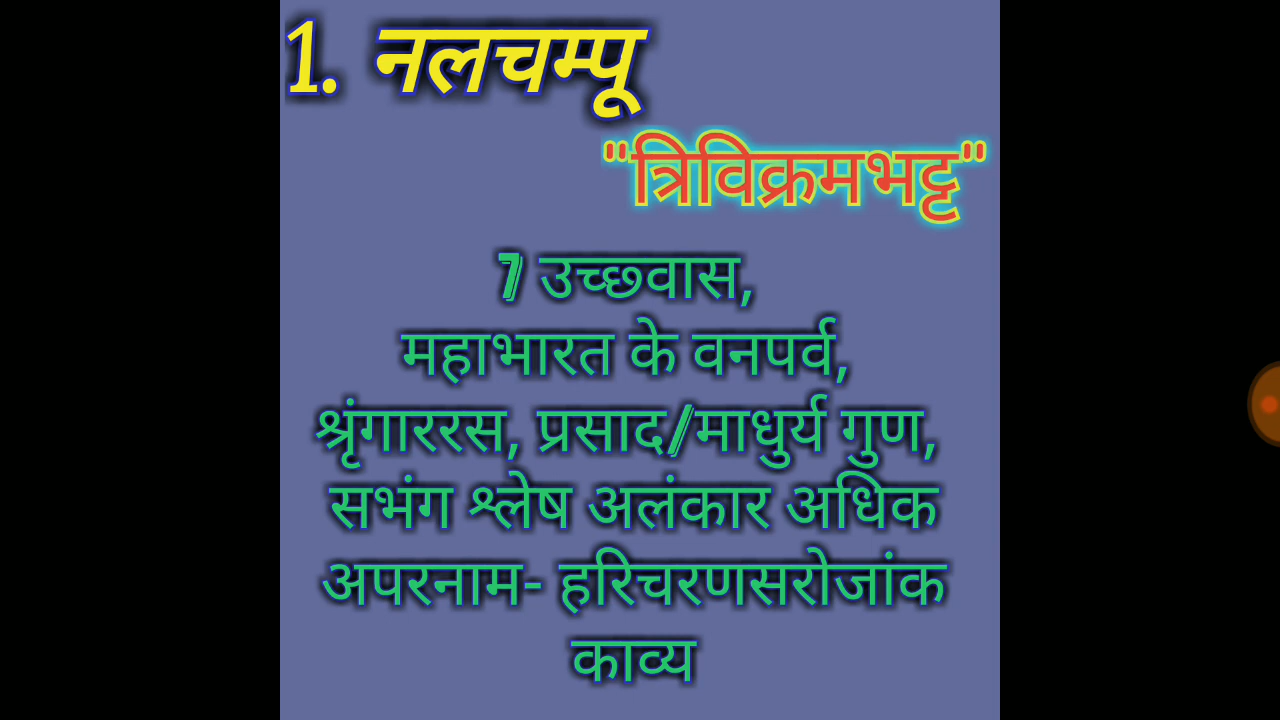 1. नलचम्पू
"त्रिविक्रमभट्ट"
7 उच्छवास,
महाभारत के वनपर्व,
श्रृंगाररस, प्रसाद/माधुर्य गुण,
सभंग श्लेष अलंकार अधिक
अपरनाम- हरिचरणसरोजांक
काव्य